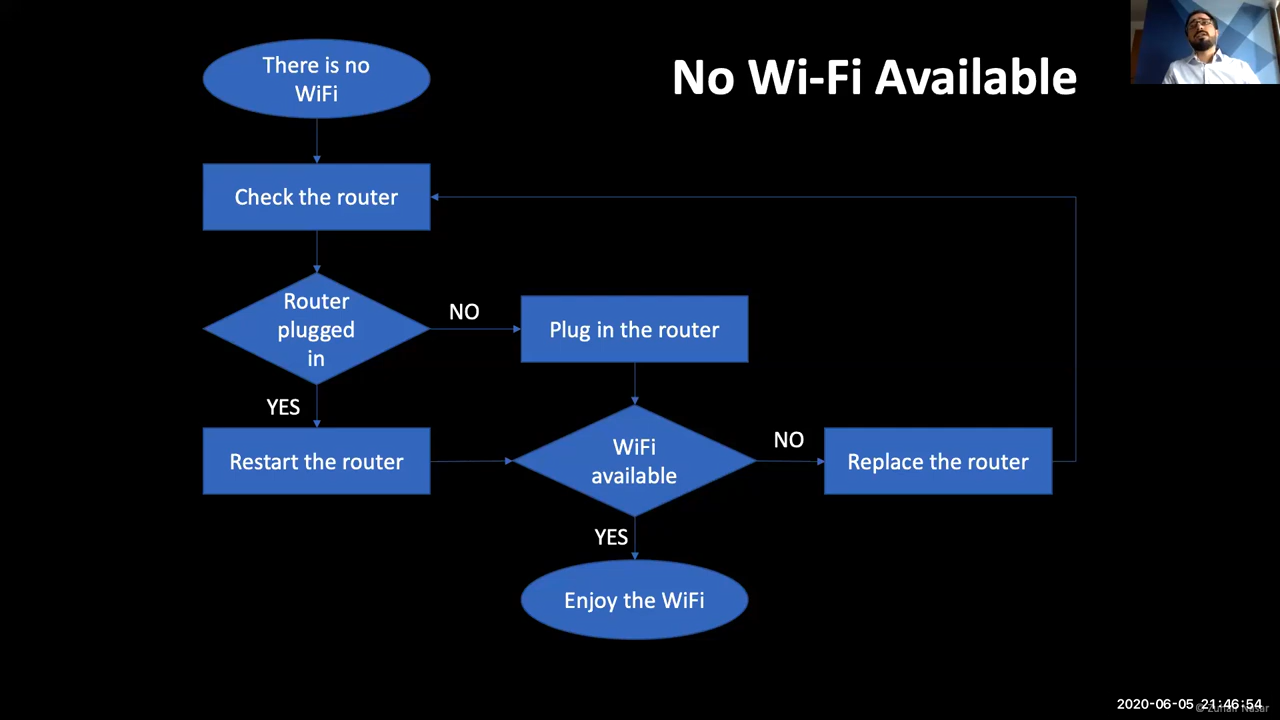 No Wi-Fi Available
There is no
WiFi
Check the router
Router
plugged
in
NO
Plug in the router
YES
Restart the router
WiFi
available
NO
Replace the router
YES
Enjoy the WiFi
2020-06-05 21:46:54
© Zuhair Nasar